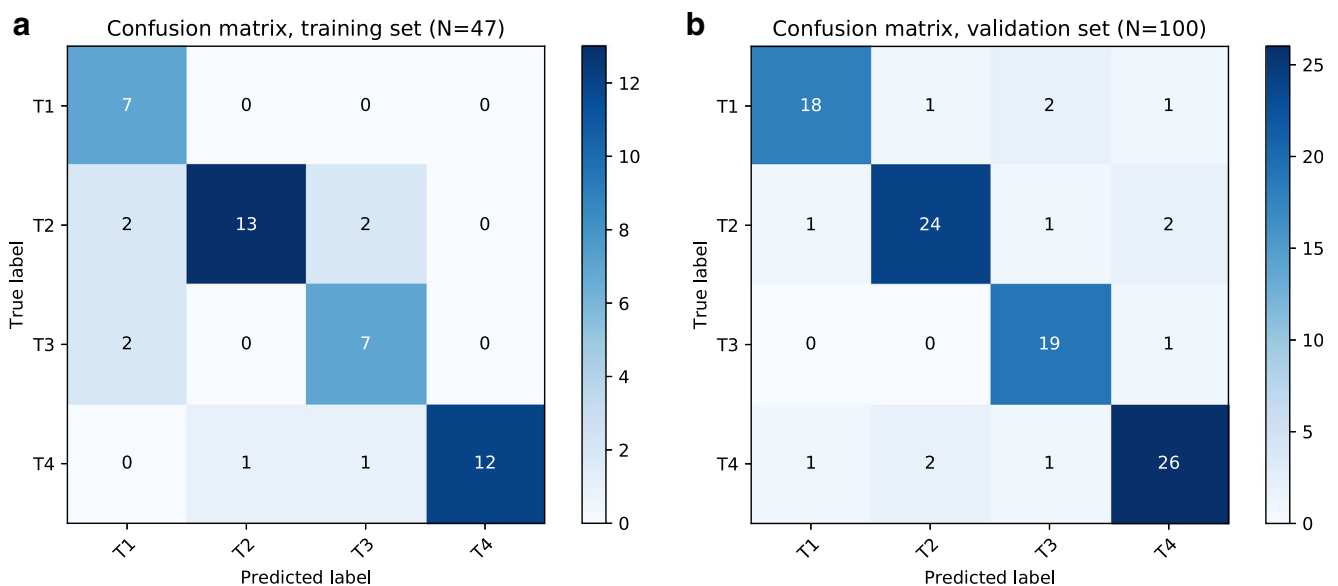 a
Confusion matrix, training set (N=47)
T1 7 0 0 0
T2 2 13 2 0
T3 2 0 7 0
T4 0 1 1 12
T1 T2 T3 T4
True label
Predicted label
12
10
8
6
4
2
0
b
Confusion matrix, validation set (N=100)
T1 18 1 2 1
T2 1 24 1 2
T3 0 0 19 1
T4 1 2 1 26
T1 T2 T3 T4
True label
Predicted label
25
20
15
10
5
0